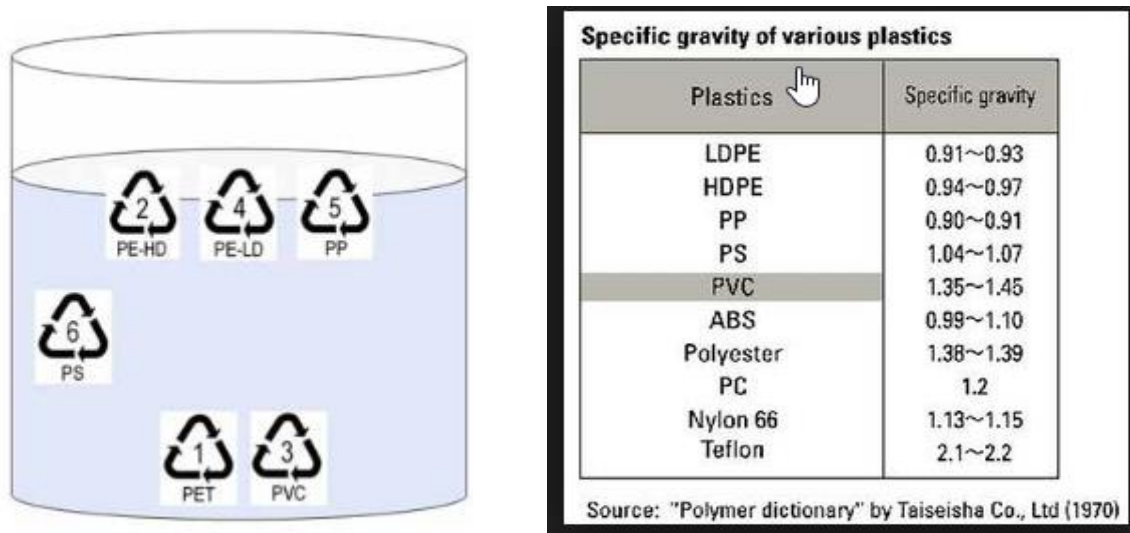 2 4 5
PE-HD PE-LD PP
6
PS
1 3
PET PVC
Specific gravity of various plastics
Plastics Specific gravity
LDPE 0.91~0.93
HDPE 0.94~0.97
PP 0.90~0.91
PS 1.04~1.07
PVC 1.35~1.45
ABS 0.99~1.10
Polyester 1.38~1.39
PC 1.2
Nylon 66 1.13~1.15
Teflon 2.1~2.2
Source: "Polymer dictionary" by Taiseisha Co., Ltd (1970)